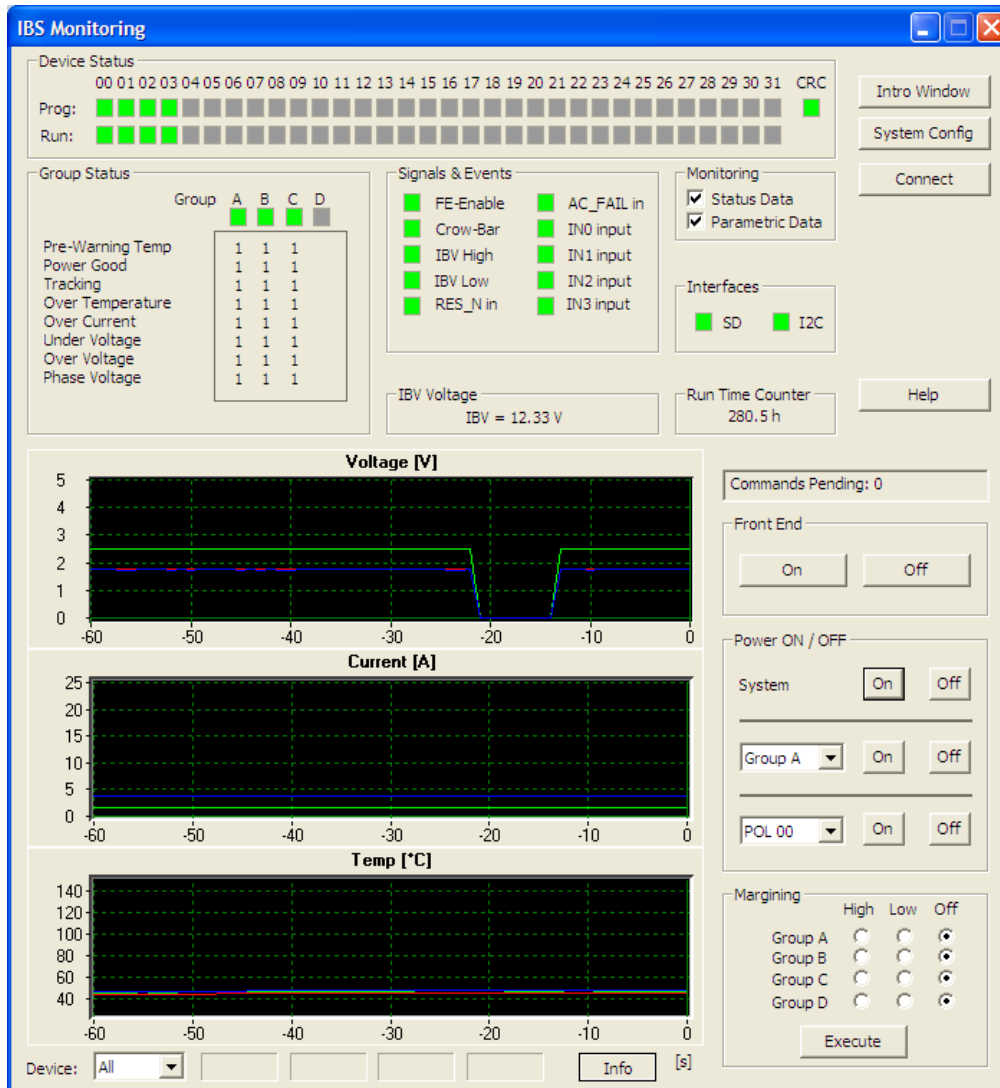 IBS Monitoring
Device Status
00 01 02 03 04 05 06 07 08 09 10 11 12 13 14 15 16 17 18 19 20 21 22 23 24 25 26 27 28 29 30 31 CRC
Prog:
Run:
Intro Window
System Config
Connect
Help
Group Status
Group A B C D
Pre-Warning Temp 1 1 1
Power Good 1 1 1
Tracking 1 1 1
Over Temperature 1 1 1
Over Current 1 1 1
Under Voltage 1 1 1
Over Voltage 1 1 1
Phase Voltage 1 1 1
Signals & Events
FE-Enable AC_FAIL in
Crow-Bar IN0 input
IBV High IN1 input
IBV Low IN2 input
RES_N in IN3 input
Monitoring
Status Data
Parametric Data
Interfaces
SD I2C
IBV Voltage
IBV = 12.33 V
Run Time Counter
280.5 h
Voltage [V]
5
4
3
2
1
0
-60 -50 -40 -30 -20 -10 0
Current [A]
25
20
15
10
5
0
-60 -50 -40 -30 -20 -10 0
Temp [°C]
140
120
100
80
60
40
-60 -50 -40 -30 -20 -10 0
Device: All Info [s]
Commands Pending: 0
Front End
On Off
Power ON / OFF
System On Off
Group A On Off
POL 00 On Off
Margining
High Low Off
Group A
Group B
Group C
Group D
Execute